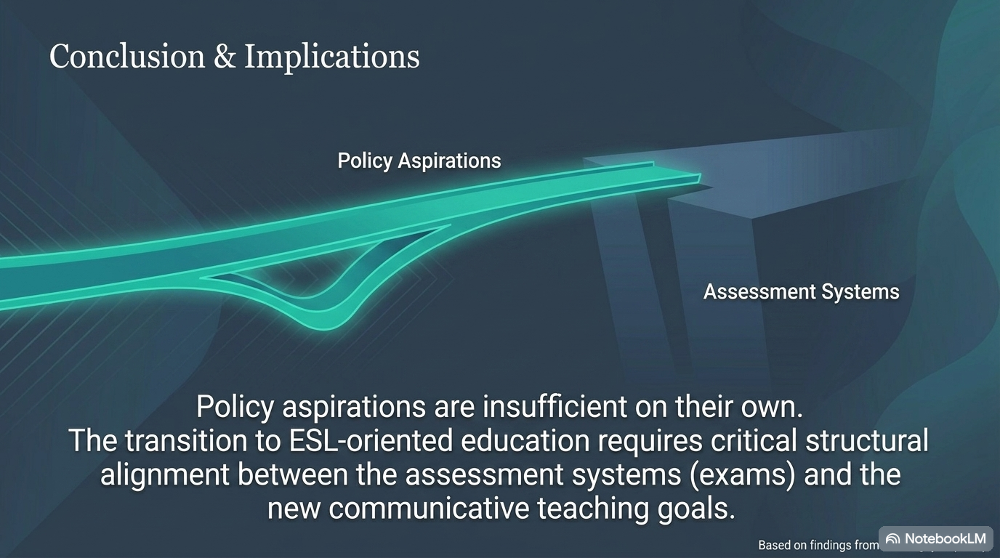 Conclusion & Implications
Policy Aspirations
Assessment Systems
Policy aspirations are insufficient on their own.
The transition to ESL-oriented education requires critical structural
alignment between the assessment systems (exams) and the
new communicative teaching goals.
Based on findings from
NotebookLM